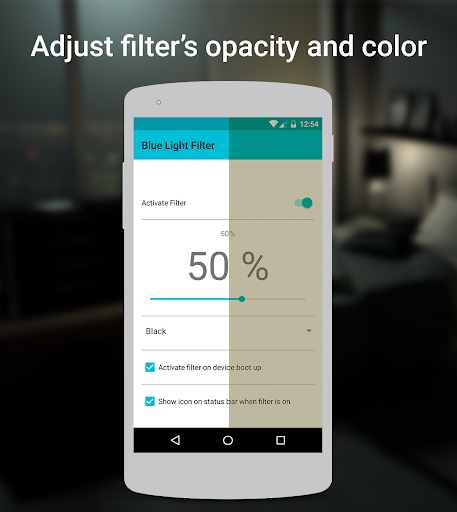 Adjust filter's opacity and color
12:54
Blue Light Filter
Activate Filter
50%
50 %
Black
Activate filter on device boot up
Show icon on status bar when filter is on